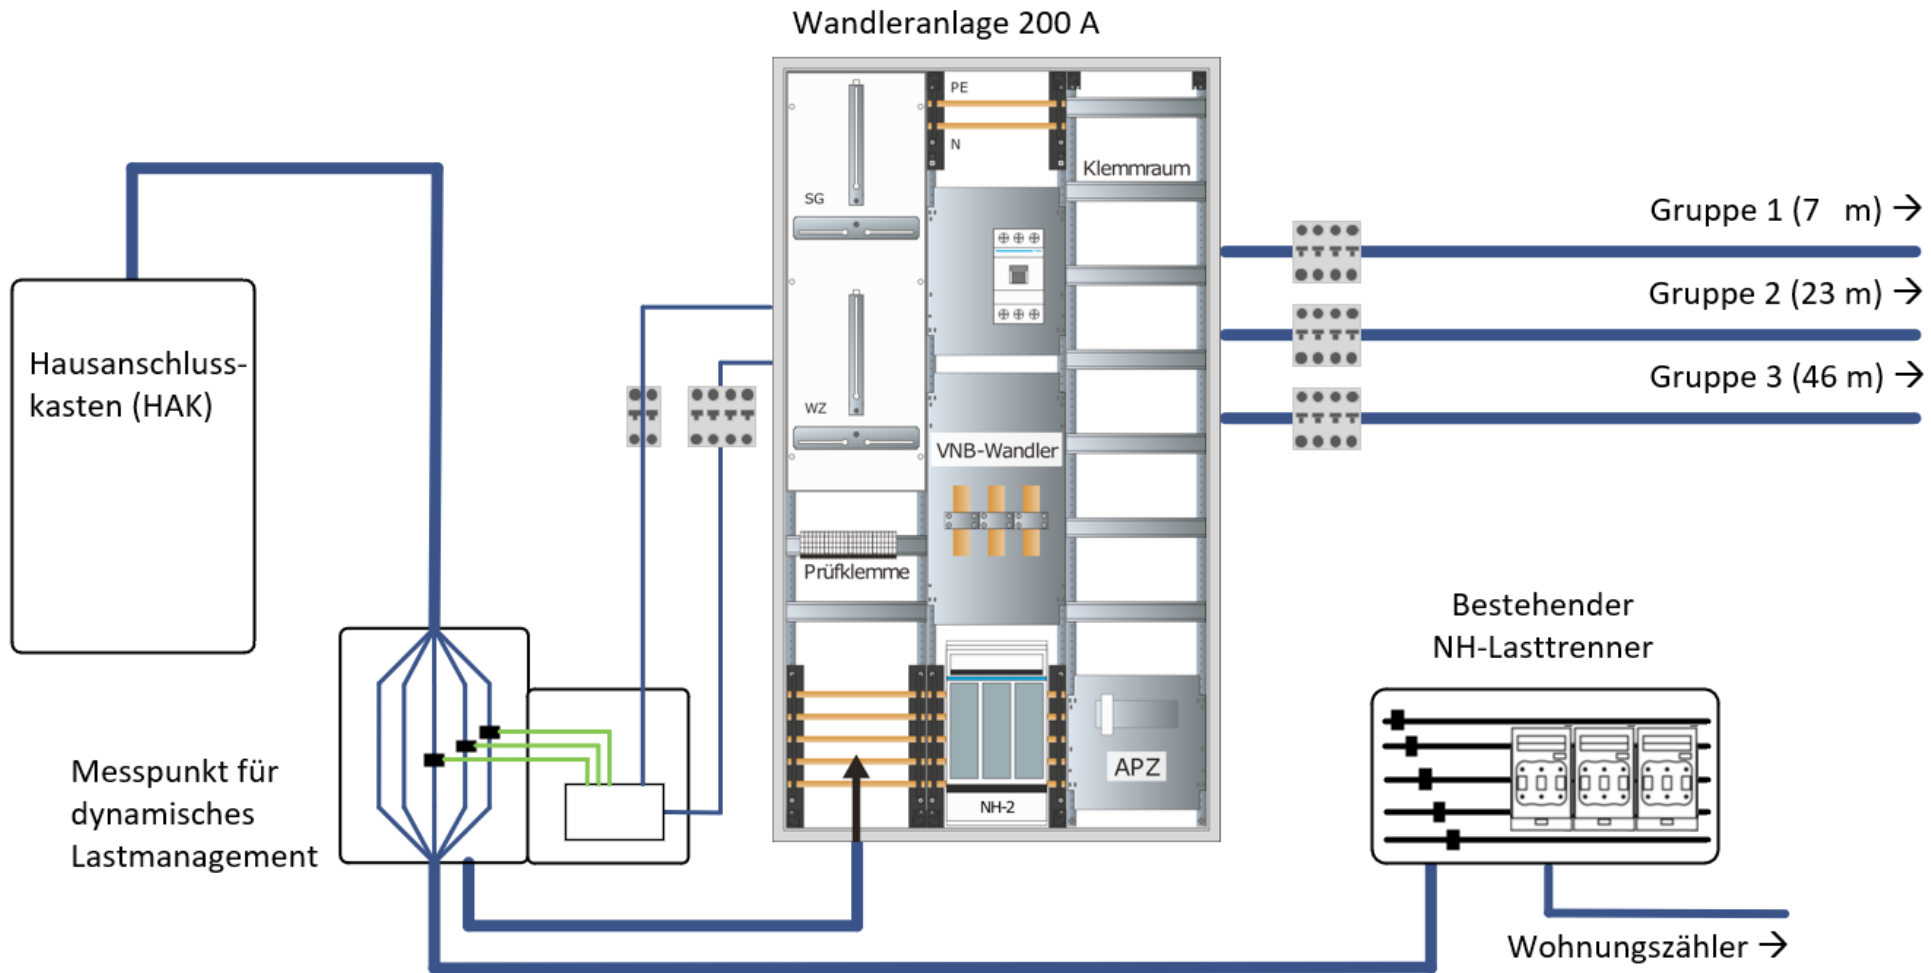 Wandleranlage 200 A
PE
N
Klemmraum
SG
Gruppe 1 (7   m) →
Gruppe 2 (23 m) →
Gruppe 3 (46 m) →
Hausanschluss-
kasten (HAK)
WZ
VNB-Wandler
Prüfklemme
Bestehender
NH-Lasttrenner
Messpunkt für
dynamisches
Lastmanagement
APZ
NH-2
Wohnungszähler →